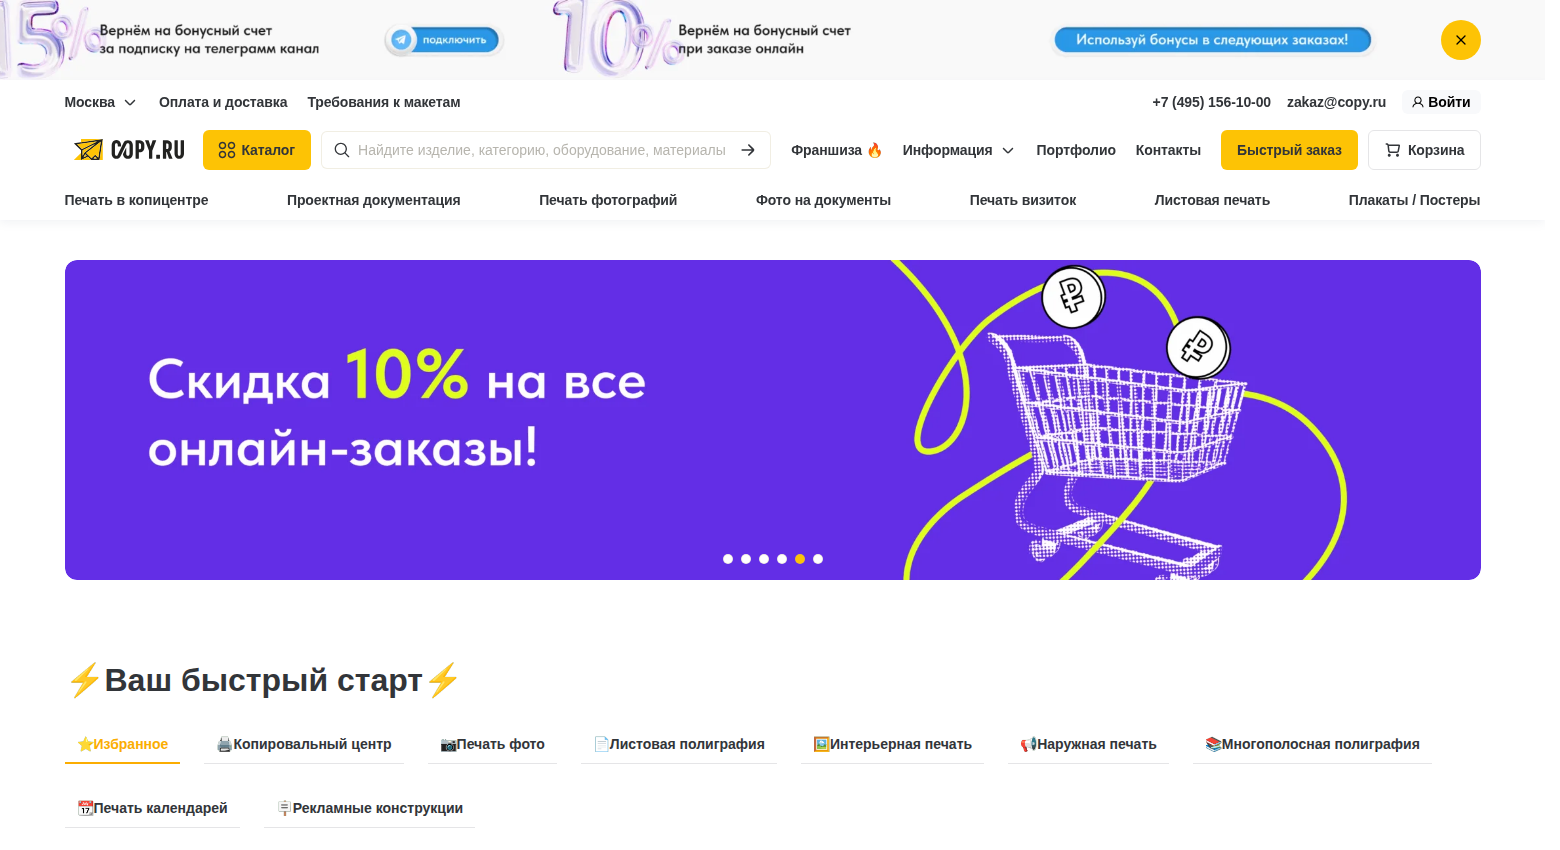 15% Вернём на бонусный счет
за подписку на телеграмм канал
подключить
10% Вернём на бонусный счет
при заказе онлайн
Используй бонусы в следующих заказах!
Москва Оплата и доставка Требования к макетам +7 (495) 156-10-00 zakaz@copy.ru Войти
COPY.RU Каталог Найдите изделие, категорию, оборудование, материалы Франшиза 🔥 Информация Портфолио Контакты Быстрый заказ Корзина
Печать в копицентре Проектная документация Печать фотографий Фото на документы Печать визиток Листовая печать Плакаты / Постеры
Скидка 10% на все
онлайн-заказы!
⚡Ваш быстрый старт⚡
⭐Избранное 🖨️Копировальный центр 📷Печать фото 📄Листовая полиграфия 🖼️Интерьерная печать 📢Наружная печать 📚Многополосная полиграфия
📆Печать календарей 🪧Рекламные конструкции